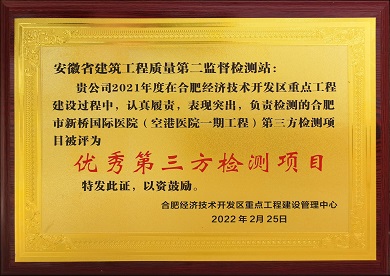 安徽省建筑工程质量第二监督检测站：
贵公司2021年度在合肥经济技术开发区重点工程
建设过程中，认真履责，表现突出，负责检测的合肥
市新桥国际医院（空港医院一期工程）第三方检测项
目被评为
优秀第三方检测项目
特发此证，以资鼓励。
合肥经济技术开发区重点工程建设管理中心
2022年2月25日